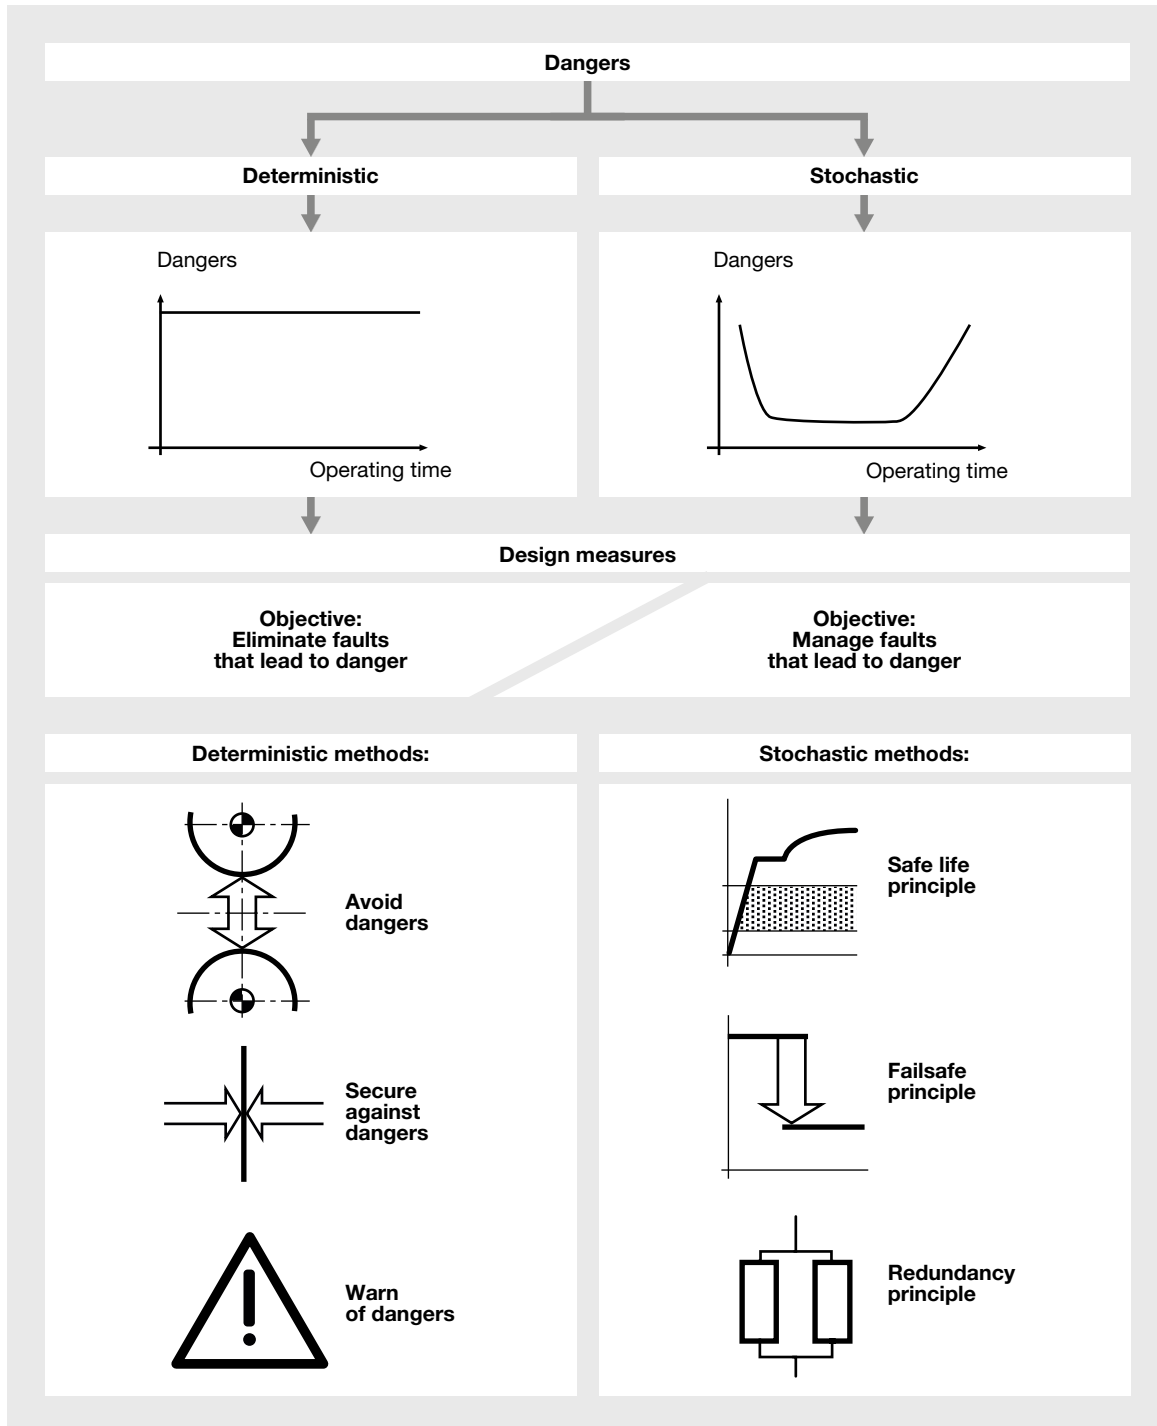 Dangers
Deterministic
Stochastic
Dangers
Operating time
Dangers
Operating time
Design measures
Objective:
Eliminate faults
that lead to danger
Objective:
Manage faults
that lead to danger
Deterministic methods:
Avoid
dangers
Secure
against
dangers
Warn
of dangers
Stochastic methods:
Safe life
principle
Failsafe
principle
Redundancy
principle